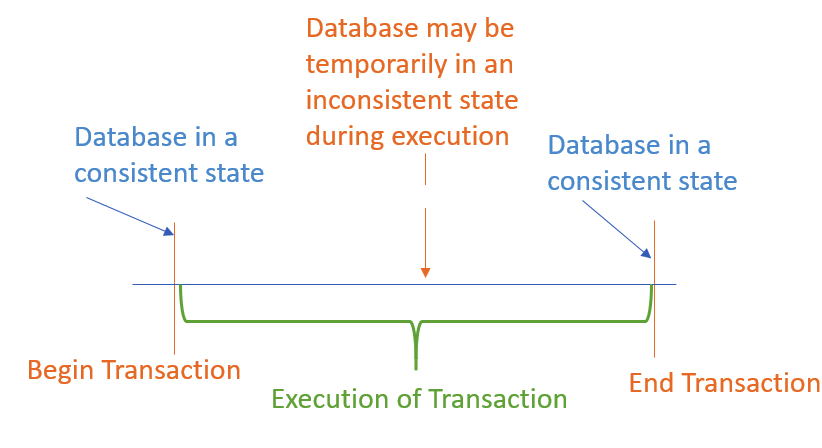 Database may be
temporarily in an
inconsistent state
during execution
Database in a
consistent state
Database in a
consistent state
Begin Transaction
Execution of Transaction
End Transaction